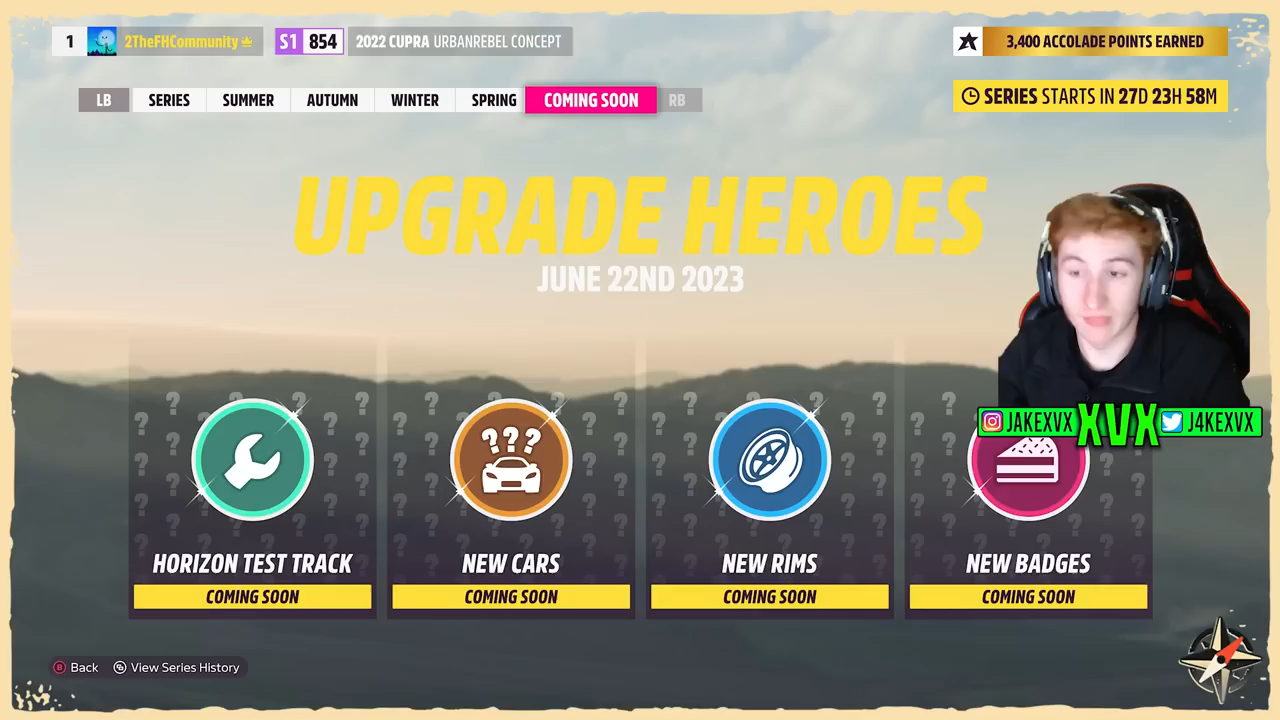 1 2TheFHCommunity S1 854 2022 CUPRA URBANREBEL CONCEPT
3,400 ACCOLADE POINTS EARNED
LB SERIES SUMMER AUTUMN WINTER SPRING COMING SOON RB
SERIES STARTS IN 27D 23H 58M
UPGRADE HEROES
JUNE 22ND 2023
JAKEXVX XVX J4KEXVX
???
HORIZON TEST TRACK
COMING SOON
NEW CARS
COMING SOON
NEW RIMS
COMING SOON
NEW BADGES
COMING SOON
B Back View Series History